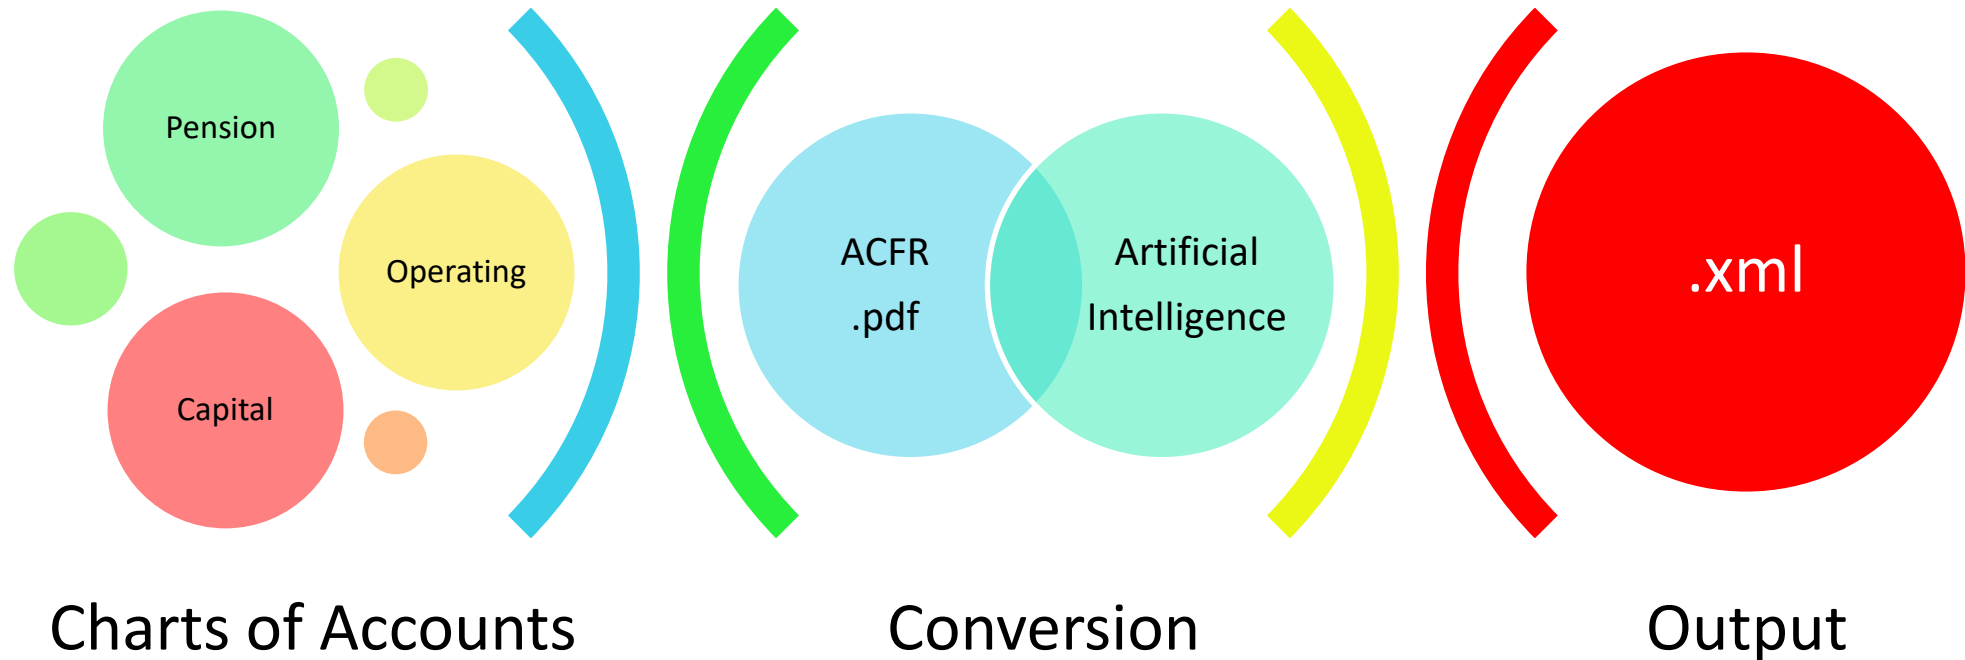 Pension
Operating
Capital
Charts of Accounts
ACFR
.pdf
Artificial
Intelligence
Conversion
.xml
Output